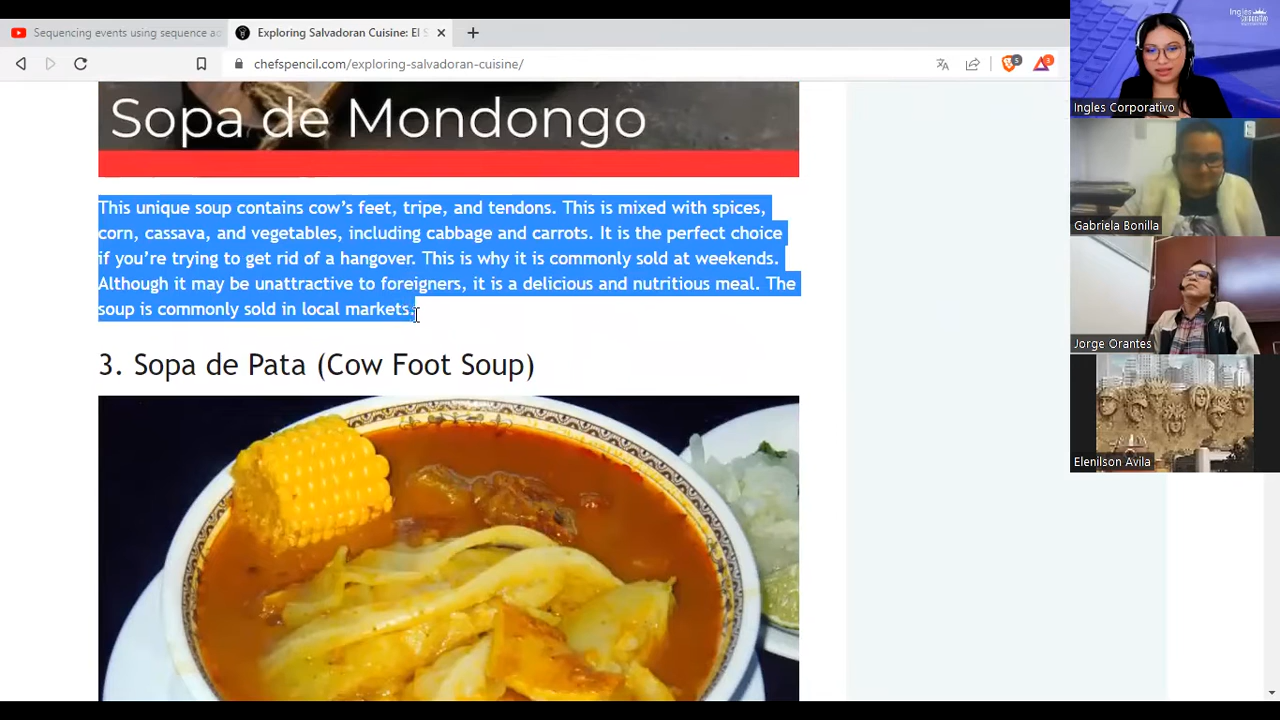 Sequencing events using sequence ad
Exploring Salvadoran Cuisine: El S
chefspencil.com/exploring-salvadoran-cuisine/
Sopa de Mondongo
This unique soup contains cow's feet, tripe, and tendons. This is mixed with spices,
corn, cassava, and vegetables, including cabbage and carrots. It is the perfect choice
if you're trying to get rid of a hangover. This is why it is commonly sold at weekends.
Although it may be unattractive to foreigners, it is a delicious and nutritious meal. The
soup is commonly sold in local markets.
3. Sopa de Pata (Cow Foot Soup)
Ingles Corporativo
Gabriela Bonilla
Jorge Orantes
Elenilson Avila